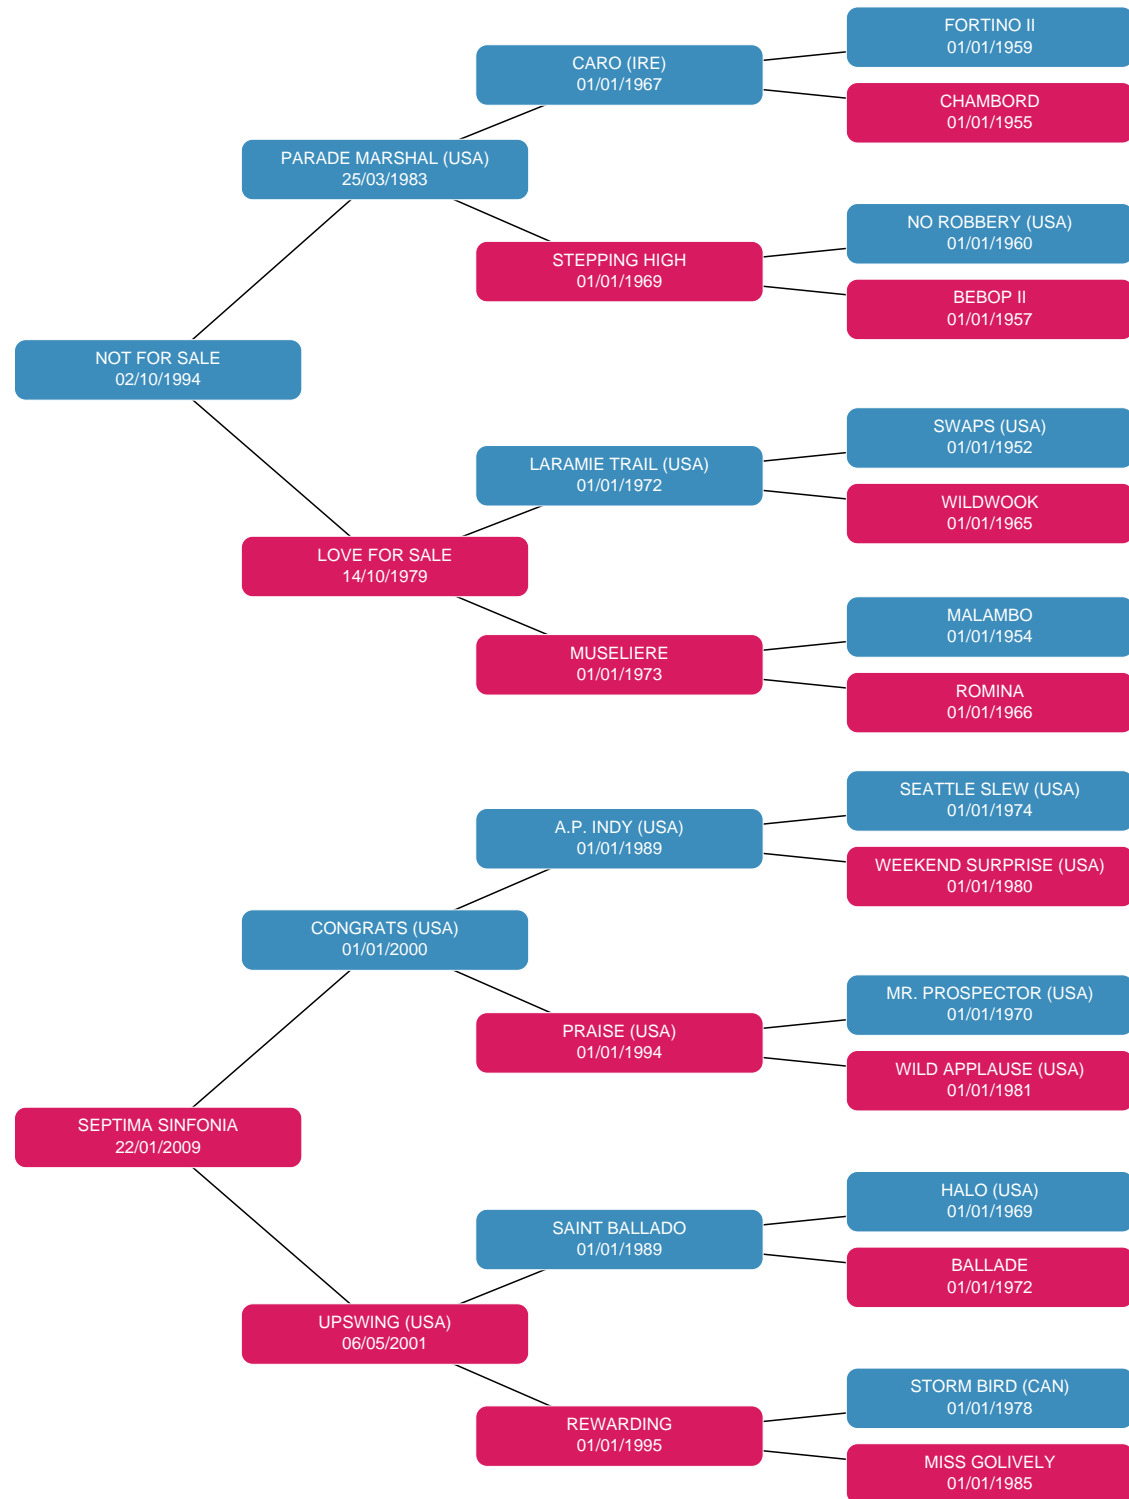 FORTINO II
01/01/1959
CARO (IRE)
01/01/1967
CHAMBORD
01/01/1955
PARADE MARSHAL (USA)
25/03/1983
NO ROBBERY (USA)
01/01/1960
STEPPING HIGH
01/01/1969
BEBOP II
01/01/1957
NOT FOR SALE
02/10/1994
SWAPS (USA)
01/01/1952
LARAMIE TRAIL (USA)
01/01/1972
WILDWOOK
01/01/1965
LOVE FOR SALE
14/10/1979
MALAMBO
01/01/1954
MUSELIERE
01/01/1973
ROMINA
01/01/1966
SEATTLE SLEW (USA)
01/01/1974
A.P. INDY (USA)
01/01/1989
WEEKEND SURPRISE (USA)
01/01/1980
CONGRATS (USA)
01/01/2000
MR. PROSPECTOR (USA)
01/01/1970
PRAISE (USA)
01/01/1994
WILD APPLAUSE (USA)
01/01/1981
SEPTIMA SINFONIA
22/01/2009
HALO (USA)
01/01/1969
SAINT BALLADO
01/01/1989
BALLADE
01/01/1972
UPSWING (USA)
06/05/2001
STORM BIRD (CAN)
01/01/1978
REWARDING
01/01/1995
MISS GOLIVELY
01/01/1985